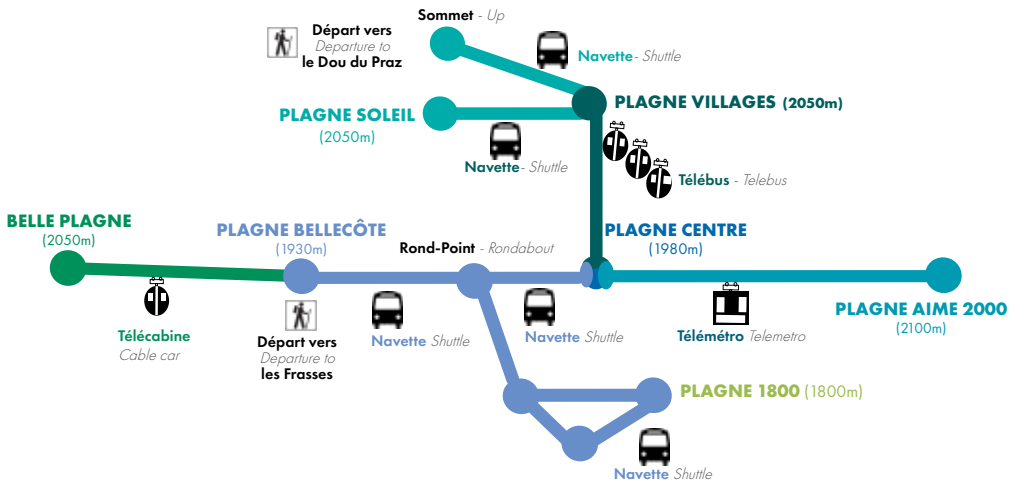 Sommet - Up
Départ vers
Departure to
le Dou du Praz
Navette- Shuttle
PLAGNE VILLAGES (2050m)
PLAGNE SOLEIL
(2050m)
Navette- Shuttle
Télébus - Telebus
BELLE PLAGNE
(2050m)
PLAGNE BELLECÔTE
(1930m)
Rond-Point - Rondabout
PLAGNE CENTRE
(1980m)
Télécabine
Cable car
Départ vers
Departure to
les Frasses
Navette Shuttle
Navette Shuttle
Télémétro Telemetro
PLAGNE AIME 2000
(2100m)
PLAGNE 1800 (1800m)
Navette Shuttle